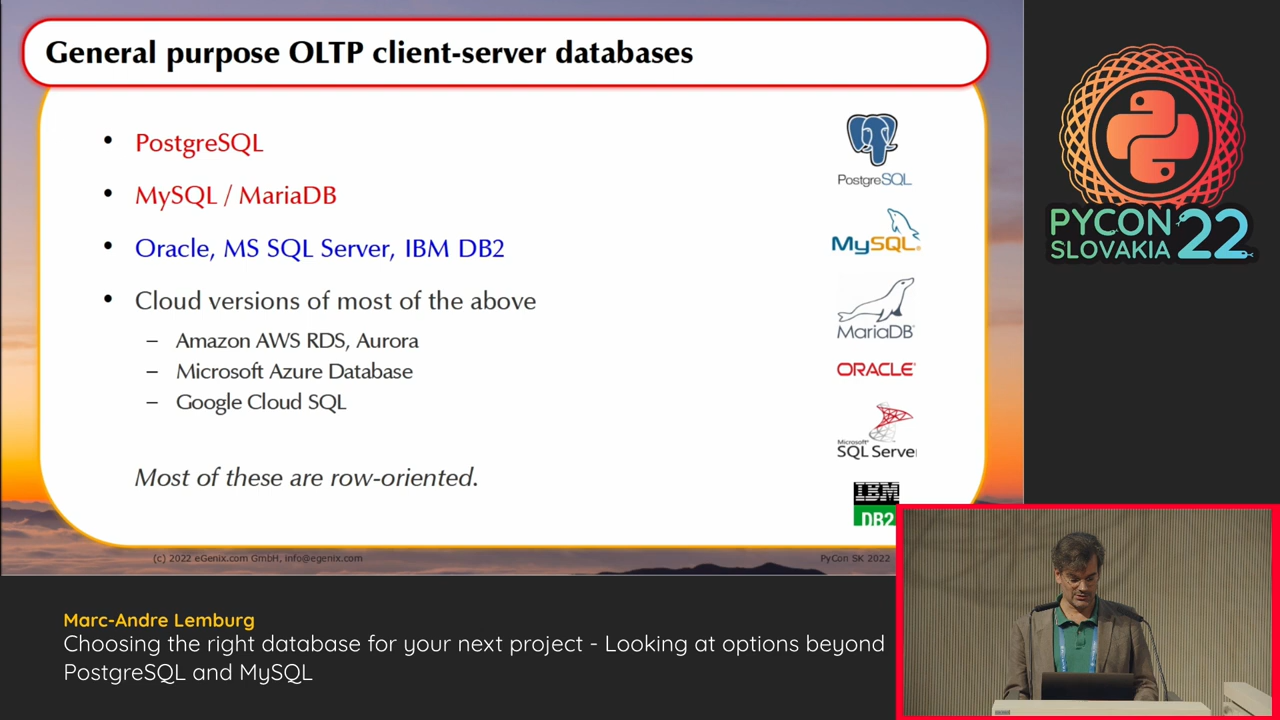 General purpose OLTP client-server databases
• PostgreSQL
• MySQL / MariaDB
• Oracle, MS SQL Server, IBM DB2
• Cloud versions of most of the above
– Amazon AWS RDS, Aurora
– Microsoft Azure Database
– Google Cloud SQL
Most of these are row-oriented.
PostgreSQL
MySQL
MariaDB
ORACLE
Microsoft
SQL Server
IBM
DB2
(c) 2022 eGenix.com GmbH, info@egenix.com
PyCon SK 2022
PYCON
SLOVAKIA
22
Marc-Andre Lemburg
Choosing the right database for your next project - Looking at options beyond
PostgreSQL and MySQL